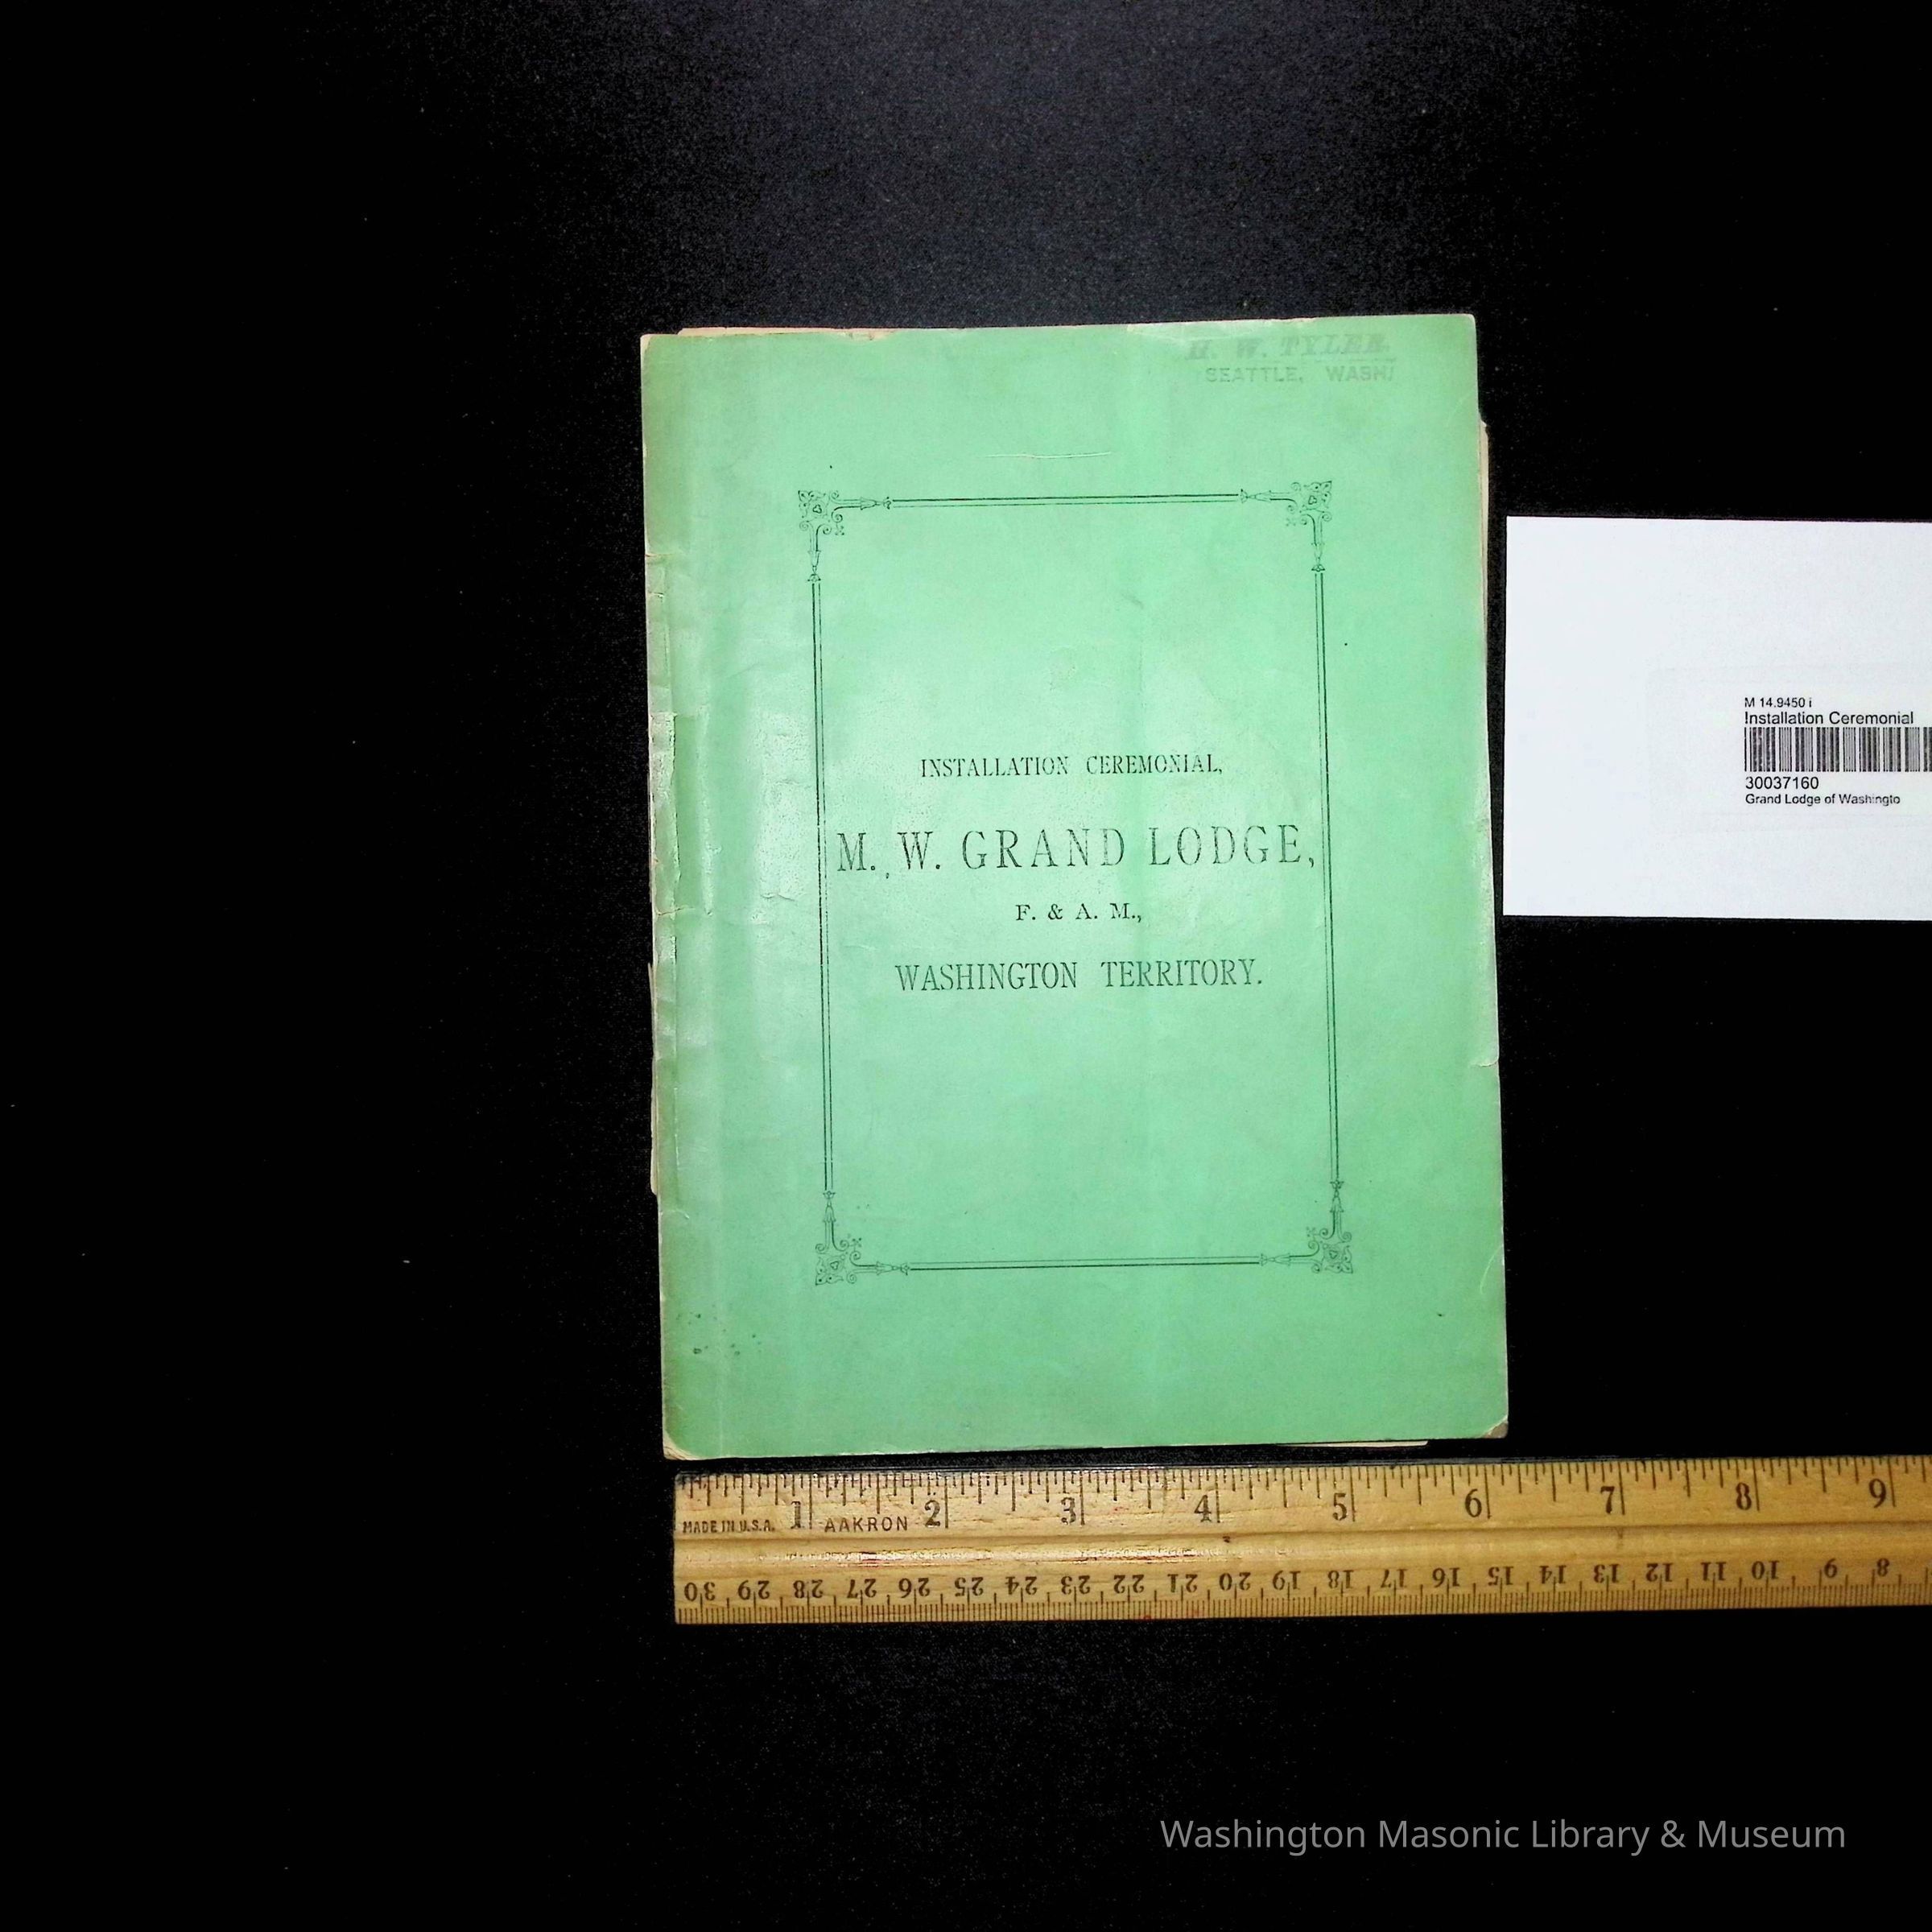 H. W. TYLER.
SEATTLE, WASH
INSTALLATION CEREMONIAL,
M. W. GRAND LODGE,
F. & A. M.,
WASHINGTON TERRITORY.
M 14.9450 i
Installation Ceremonial
30037160
Grand Lodge of Washingto
1 2 3 4 5 6 7 8 9
MADE IN U.S.A. AAKRON
30 29 28 27 26 25 24 23 22 21 20 19 18 17 16 15 14 13 12 11 10 9 8
Washington Masonic Library & Museum